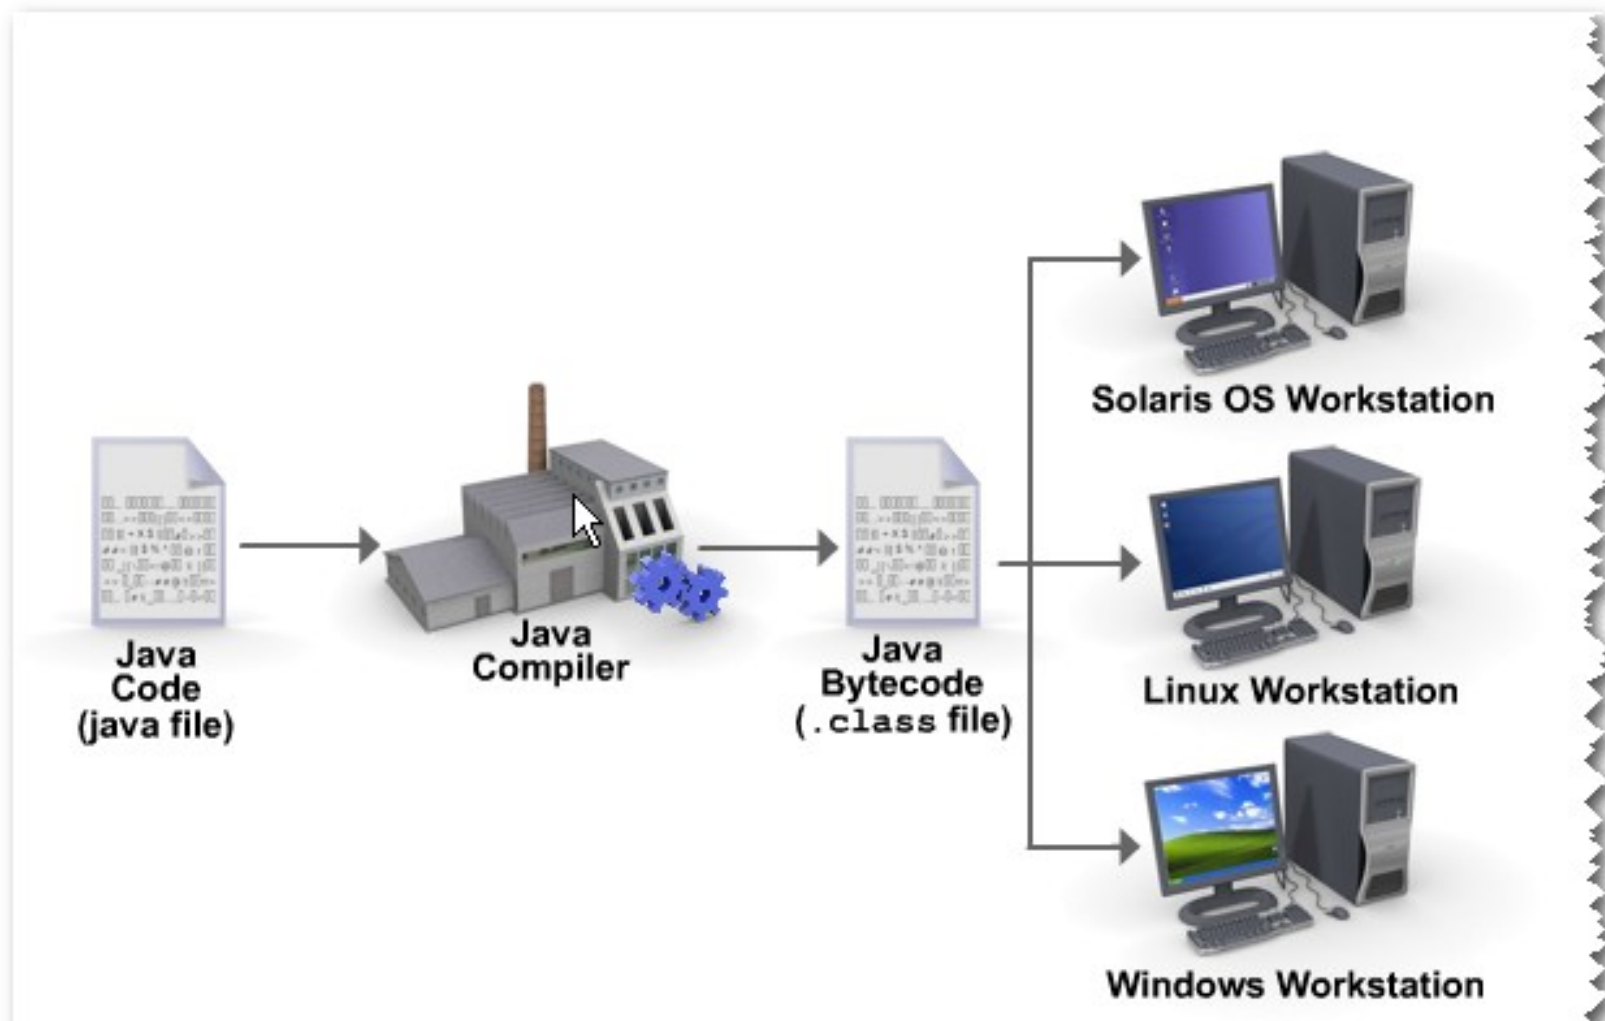 Java
Code
(java file)
Java
Compiler
Java
Bytecode
(.class file)
Solaris OS Workstation
Linux Workstation
Windows Workstation